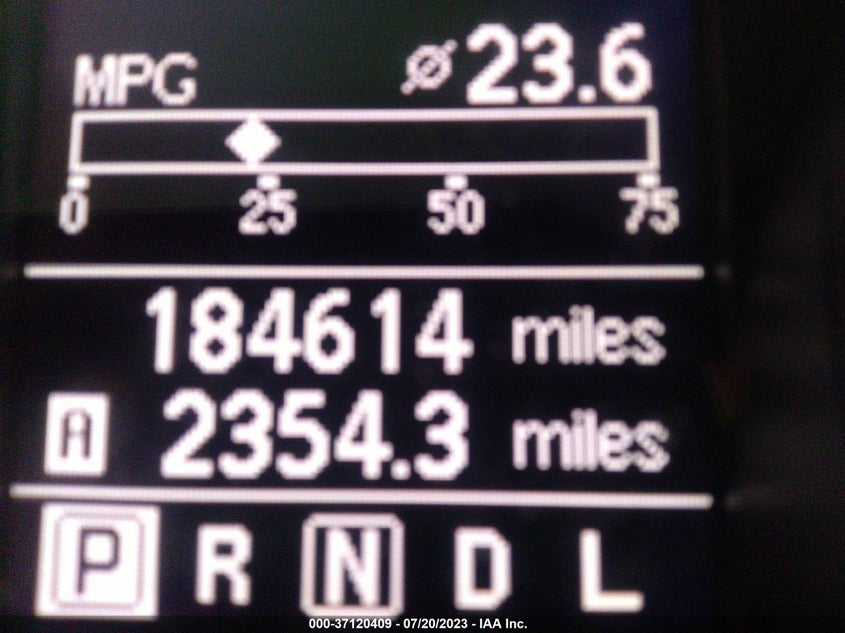 MPG ⌀ 23.6
0 25 50 75
184614 miles
A 2354.3 miles
P R N D L
000-37120409 - 07/20/2023 - IAA Inc.